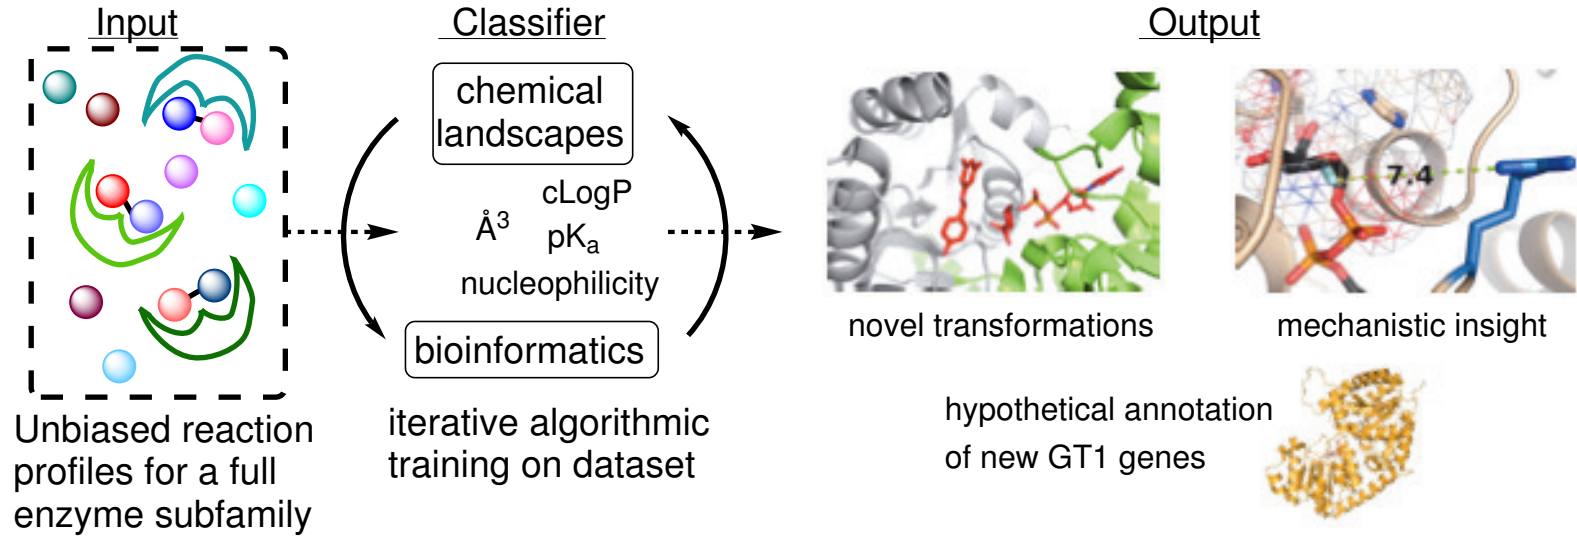 Input
Unbiased reaction
profiles for a full
enzyme subfamily
Classifier
chemical
landscapes
cLogP
Å³
pKₐ
nucleophilicity
bioinformatics
iterative algorithmic
training on dataset
Output
novel transformations
7.4
mechanistic insight
hypothetical annotation
of new GT1 genes